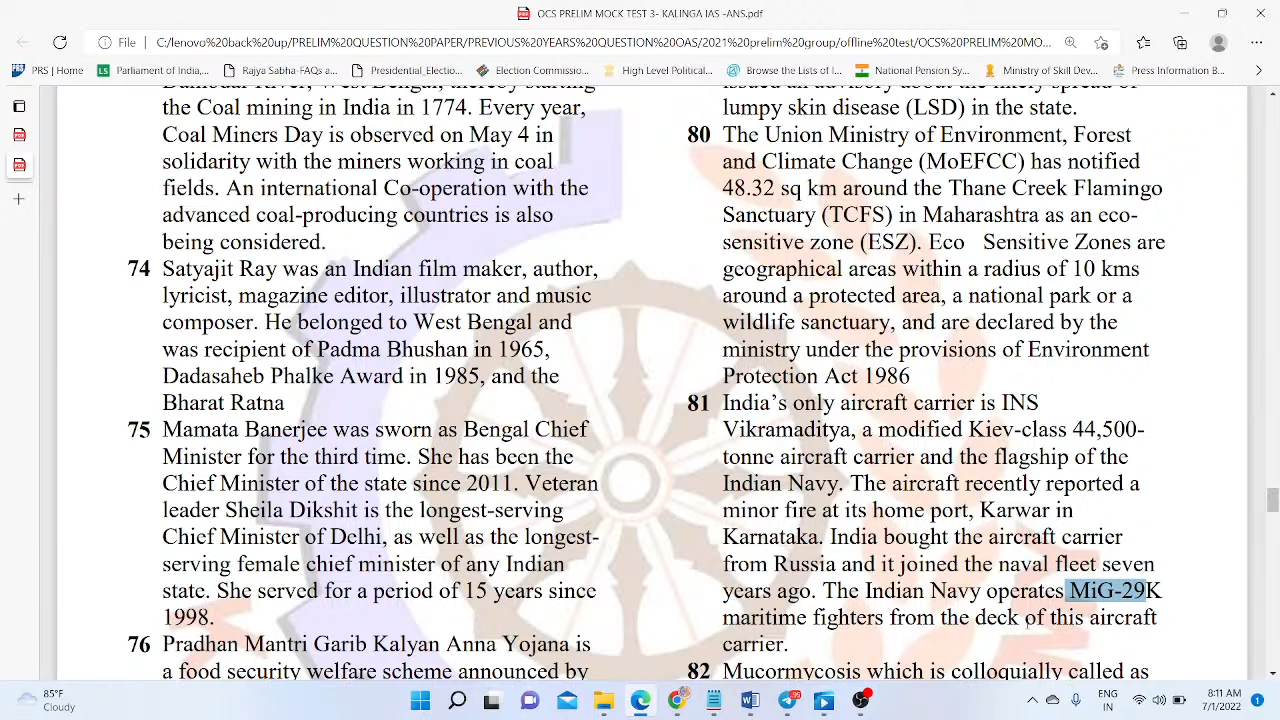 OCS PRELIM MOCK TEST 3- KALINGA IAS -ANS.pdf
File
C:/lenovo%20back%20up/PRELIM%20QUESTION%20PAPER/PREVIOUS%20YEARS%20QUESTION%20OAS/2021%20prelim%20group/offline%20test/OCS%20PRELIM%20MO...
PRS | Home
Parliament of India,...
Rajya Sabha-FAQs a...
Presidential_Electio...
Election Commissio...
High Level Political...
Browse the Lists of I...
National Pension Sy...
Ministry of Skill Dev...
Press Information B...
Damodar River, West Bengal, thereby starting
the Coal mining in India in 1774. Every year,
Coal Miners Day is observed on May 4 in
solidarity with the miners working in coal
fields. An international Co-operation with the
advanced coal-producing countries is also
being considered.
74 Satyajit Ray was an Indian film maker, author,
lyricist, magazine editor, illustrator and music
composer. He belonged to West Bengal and
was recipient of Padma Bhushan in 1965,
Dadasaheb Phalke Award in 1985, and the
Bharat Ratna
75 Mamata Banerjee was sworn as Bengal Chief
Minister for the third time. She has been the
Chief Minister of the state since 2011. Veteran
leader Sheila Dikshit is the longest-serving
Chief Minister of Delhi, as well as the longest-
serving female chief minister of any Indian
state. She served for a period of 15 years since
1998.
76 Pradhan Mantri Garib Kalyan Anna Yojana is
a food security welfare scheme announced by
issued an advisory about the likely spread of
lumpy skin disease (LSD) in the state.
80 The Union Ministry of Environment, Forest
and Climate Change (MoEFCC) has notified
48.32 sq km around the Thane Creek Flamingo
Sanctuary (TCFS) in Maharashtra as an eco-
sensitive zone (ESZ). Eco Sensitive Zones are
geographical areas within a radius of 10 kms
around a protected area, a national park or a
wildlife sanctuary, and are declared by the
ministry under the provisions of Environment
Protection Act 1986
81 India's only aircraft carrier is INS
Vikramaditya, a modified Kiev-class 44,500-
tonne aircraft carrier and the flagship of the
Indian Navy. The aircraft recently reported a
minor fire at its home port, Karwar in
Karnataka. India bought the aircraft carrier
from Russia and it joined the naval fleet seven
years ago. The Indian Navy operates MiG-29K
maritime fighters from the deck of this aircraft
carrier.
82 Mucormycosis which is colloquially called as
85°F
Cloudy
95
ENG
IN
8:11 AM
7/1/2022
1